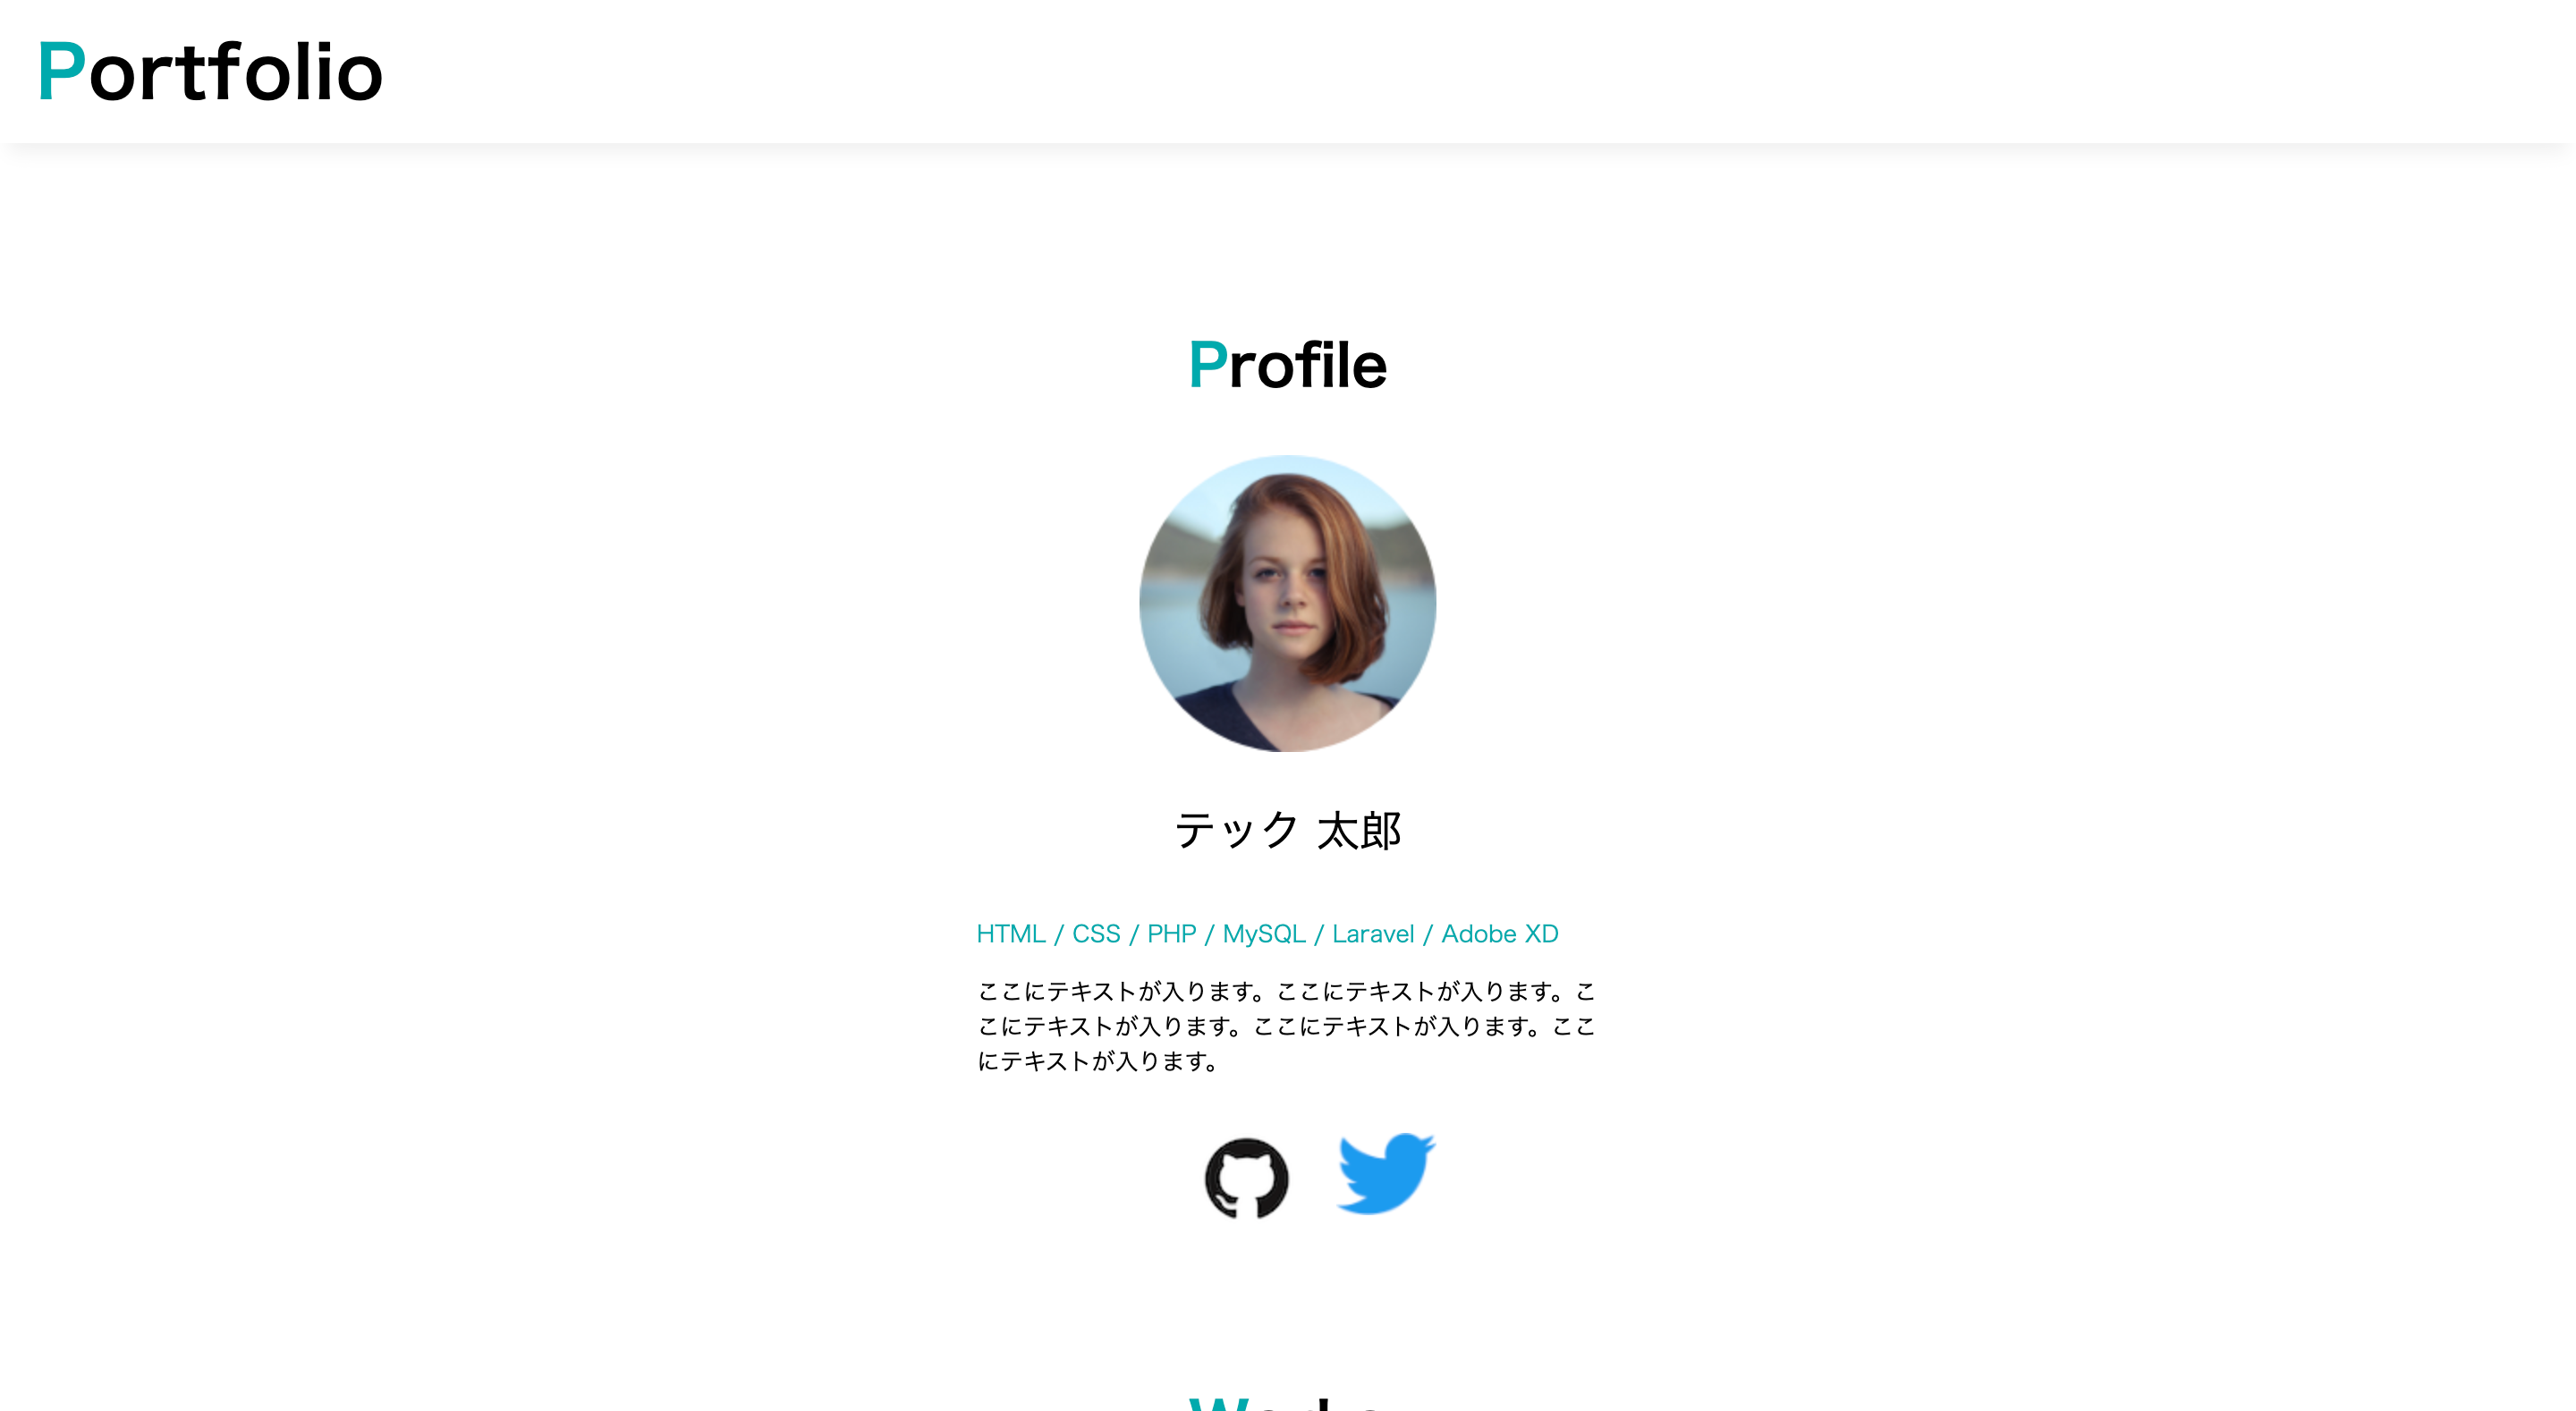 Portfolio
Profile
テック 太郎
HTML / CSS / PHP / MySQL / Laravel / Adobe XD
ここにテキストが入ります。ここにテキストが入ります。こ
こにテキストが入ります。ここにテキストが入ります。ここ
にテキストが入ります。